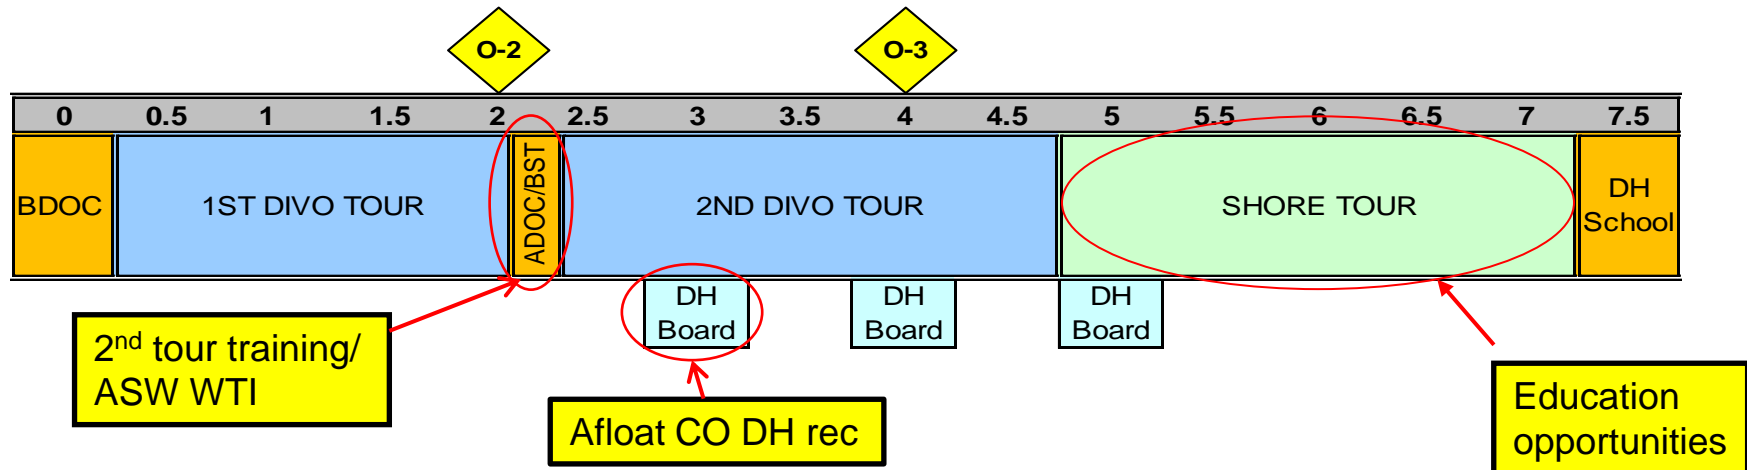 O-2
O-3
0 0.5 1 1.5 2 2.5 3 3.5 4 4.5 5 5.5 6 6.5 7 7.5
BDOC
1ST DIVO TOUR
ADOC/BST
2ND DIVO TOUR
SHORE TOUR
DH
School
DH
Board
DH
Board
DH
Board
2nd tour training/
ASW WTI
Afloat CO DH rec
Education
opportunities